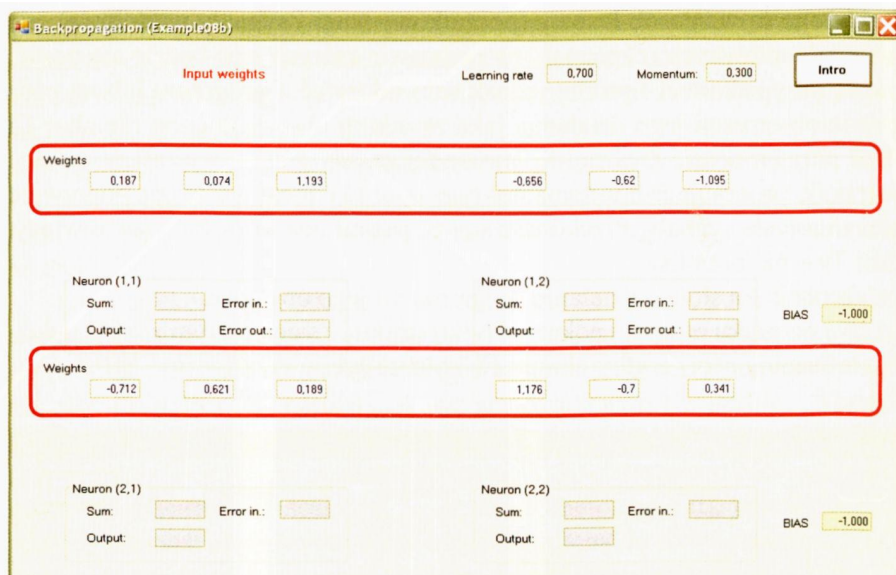 Backpropagation (Example08b)
Input weights Learning rate 0,700 Momentum: 0,300 Intro
Weights
0,187 0,074 1,193 -0,656 -0,62 -1,095
Neuron (1,1) Neuron (1,2)
Sum: Error in.: Sum: Error in.:
BIAS -1,000
Output: Error out.: Output: Error out.:
Weights
-0,712 0,621 0,189 1,176 -0,7 0,341
Neuron (2,1) Neuron (2,2)
Sum: Error in.: Sum: Error in.:
BIAS -1,000
Output: Output: